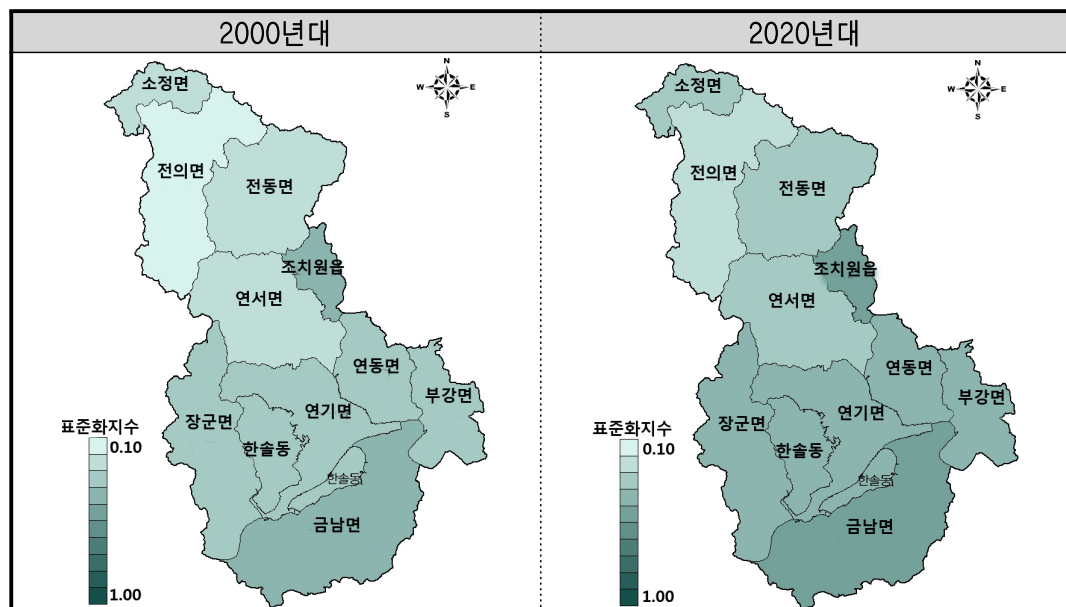 2000년대
2020년대
N
W E
S
소정면
전의면
전동면
조치원읍
연서면
연동면
부강면
연기면
장군면
한솔동
한솔동
금남면
표준화지수
0.10
1.00
N
W E
S
소정면
전의면
전동면
조치원읍
연서면
연동면
부강면
연기면
장군면
한솔동
한솔동
금남면
표준화지수
0.10
1.00